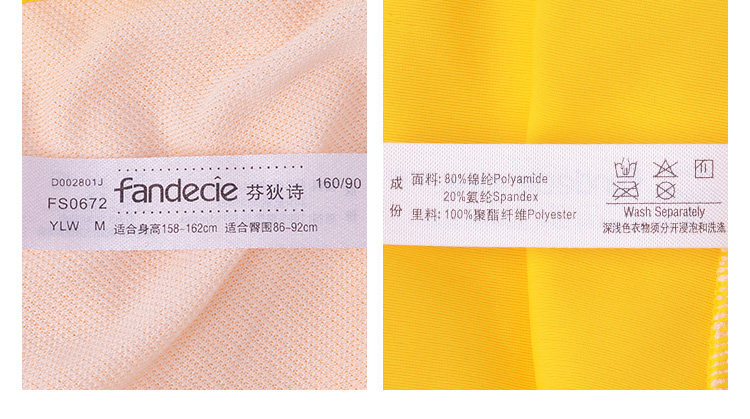 D002801J
fandecie 芬狄诗
160/90
FS0672
YLW M
适合身高158-162cm 适合臀围86-92cm
成份
面料: 80%锦纶Polyamide
20%氨纶Spandex
里料: 100%聚酯纤维Polyester
Wash Separately
深浅色衣物须分开浸泡和洗涤